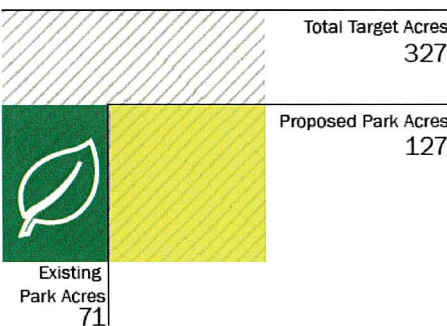 Total Target Acres
327
Proposed Park Acres
127
Existing
Park Acres
71